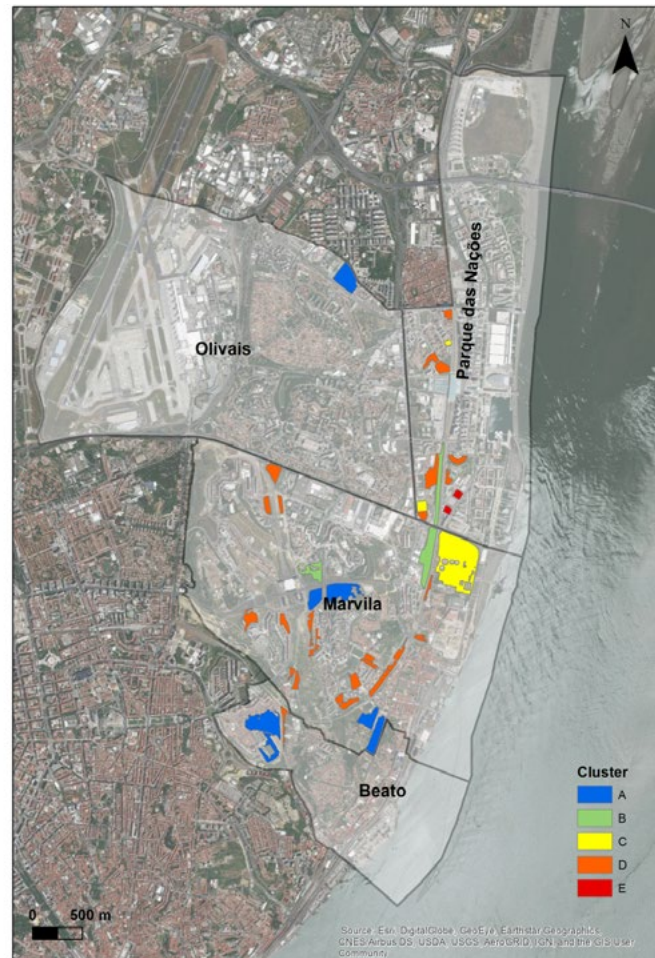 N
Parque das Nações
Olivais
Marvila
Beato
Cluster
A
B
C
D
E
0 500 m
Source: Esri, DigitalGlobe, GeoEye, Earthstar Geographics,
CNES/Airbus DS, USDA, USGS, AeroGRID, IGN, and the GIS User
Community